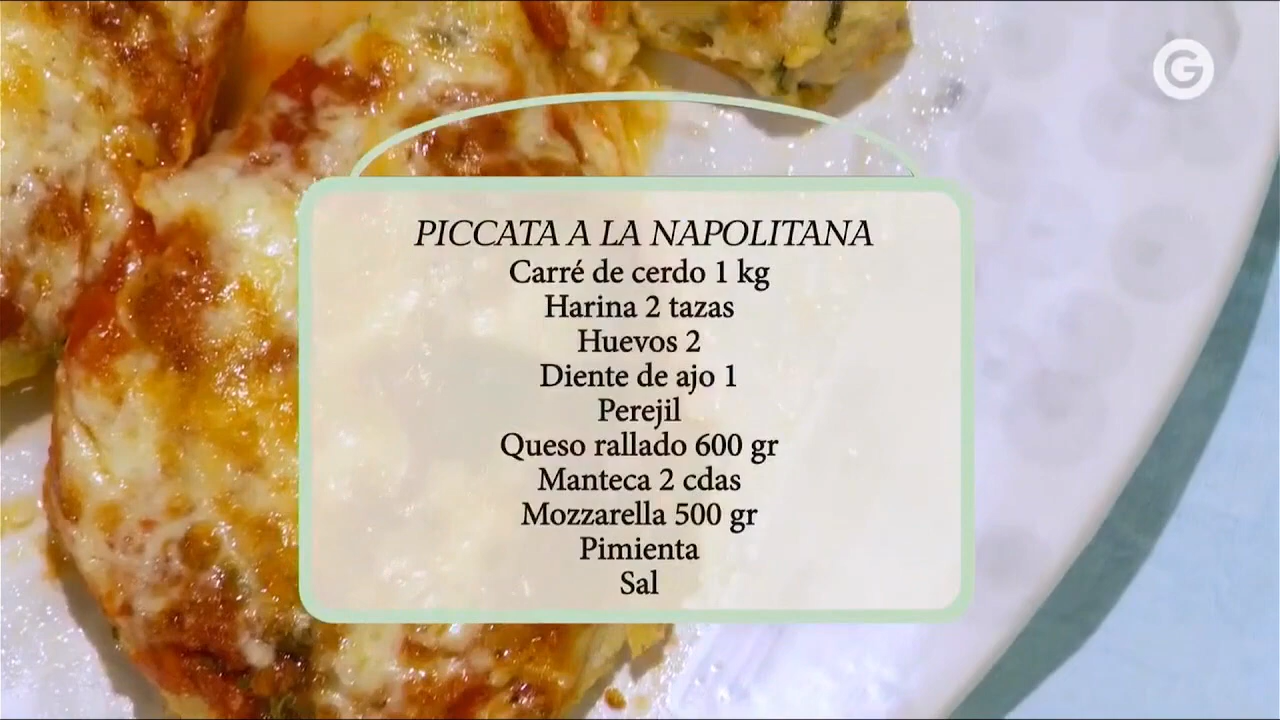 G
PICCATA A LA NAPOLITANA
Carré de cerdo 1 kg
Harina 2 tazas
Huevos 2
Diente de ajo 1
Perejil
Queso rallado 600 gr
Manteca 2 cdas
Mozzarella 500 gr
Pimienta
Sal